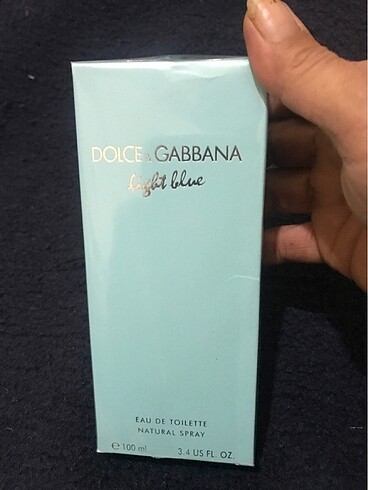 DOLCE & GABBANA
light blue
EAU DE TOILETTE
NATURAL SPRAY
℮ 100 ml 3.4 US FL. OZ.